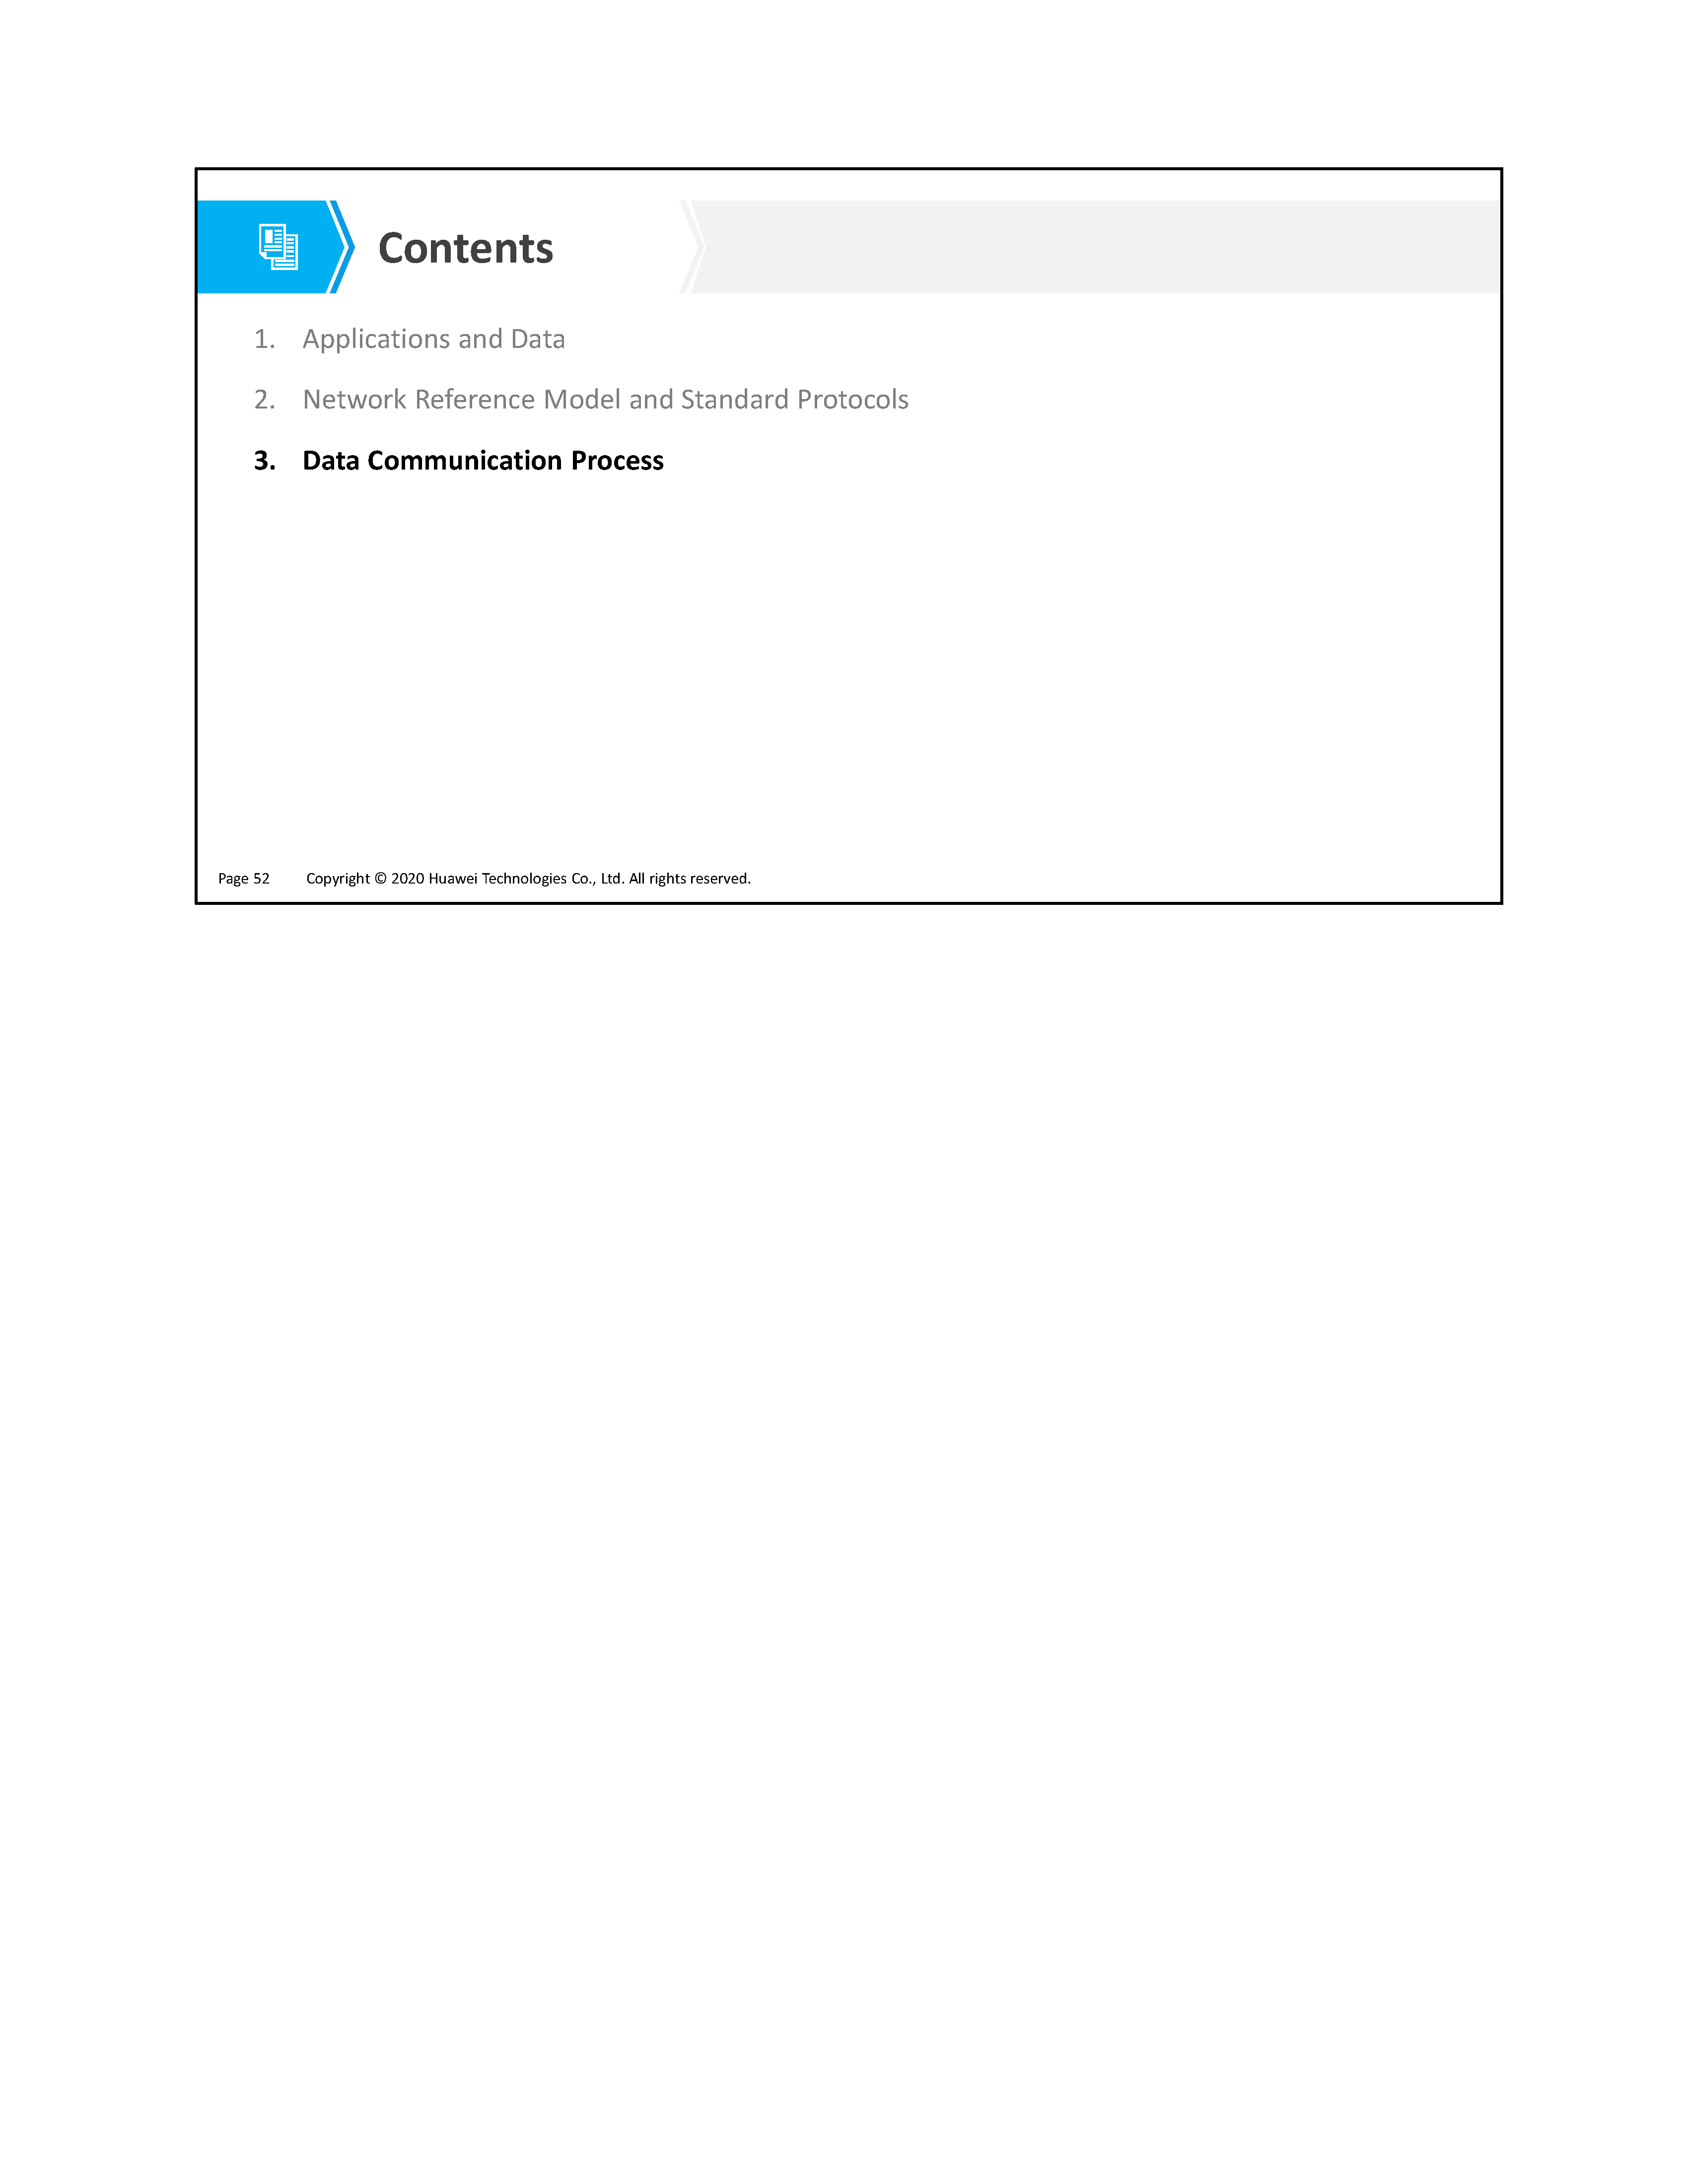 Contents
1. Applications and Data
2. Network Reference Model and Standard Protocols
3. Data Communication Process
Page 52 Copyright © 2020 Huawei Technologies Co., Ltd. All rights reserved.